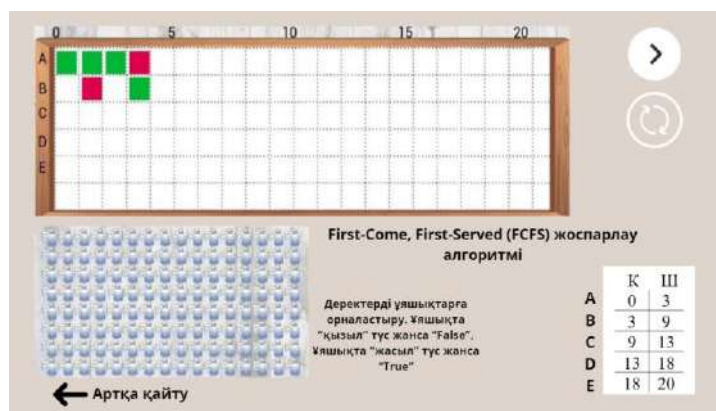 0 5 10 15 20
A
B
C
D
E
First-Come, First-Served (FCFS) жоспарлау
алгоритмі
Деректерді ұяшықтарға
орналастыру. Ұяшықта
"қызыл" түс жанса "False",
Ұяшықта "жасыл" түс жанса
"True"
К Ш
A 0 3
B 3 9
C 9 13
D 13 18
E 18 20
Артқа қайту